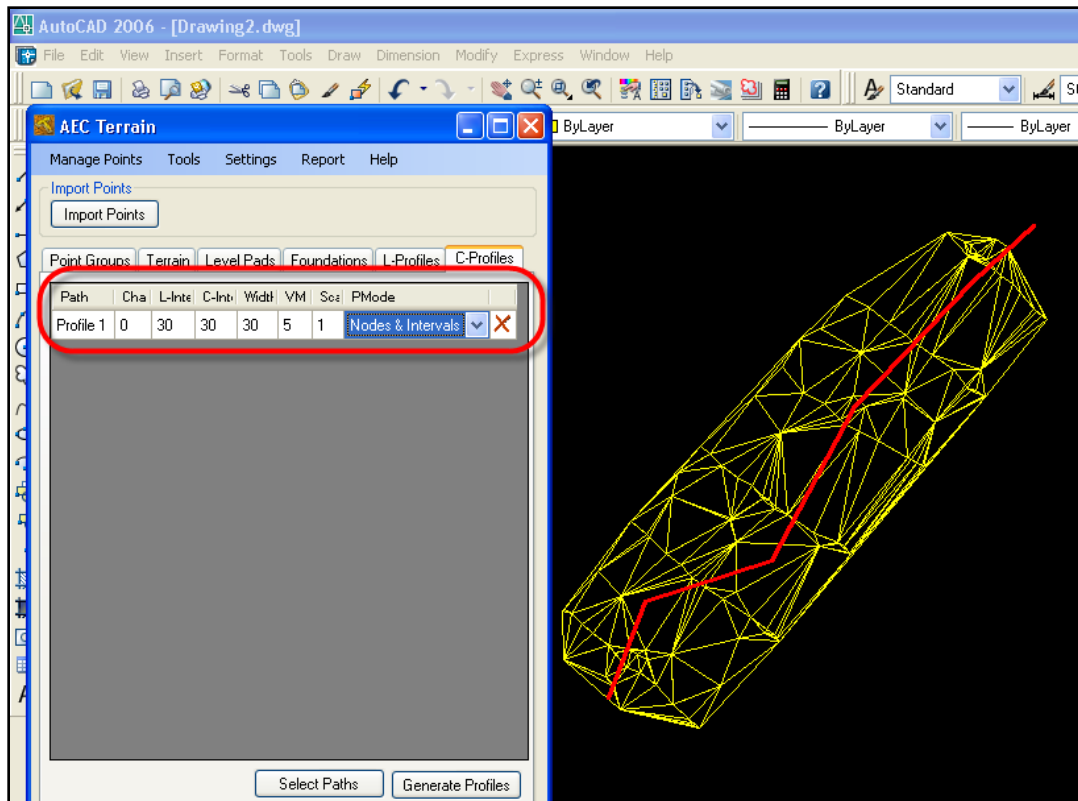 AutoCAD 2006 - [Drawing2.dwg]
File Edit View Insert Format Tools Draw Dimension Modify Express Window Help
Standard
AEC Terrain
ByLayer ByLayer ByLayer
Manage Points Tools Settings Report Help
Import Points
Import Points
Point Groups Terrain Level Pads Foundations L-Profiles C-Profiles
Path Cha L-Inte C-Int Width VM Sca PMode
Profile 1 0 30 30 30 5 1 Nodes & Intervals
Select Paths Generate Profiles